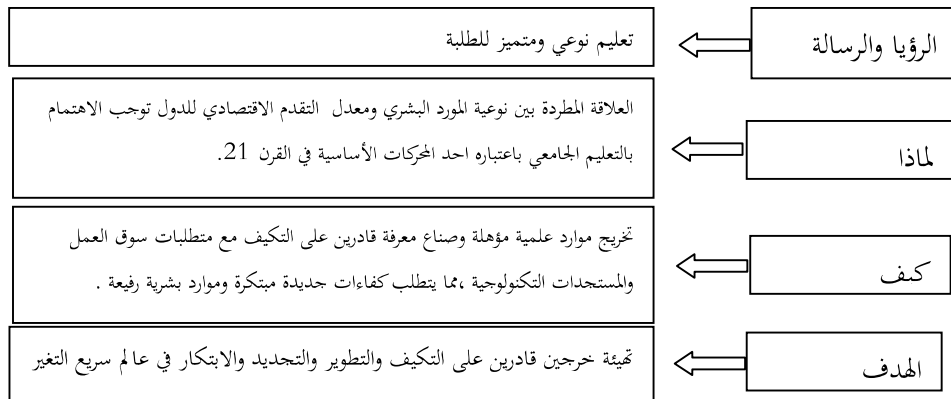 الرؤيا والرسالة
تعليم نوعي ومتميز للطلبة
لماذا
العلاقة المطردة بين نوعية المورد البشري ومعدل التقدم الاقتصادي للدول توجب الاهتمام
بالتعليم الجامعي باعتباره احد المحركات الأساسية في القرن 21.
كيف
تخريج موارد علمية مؤهلة وصناع معرفة قادرين على التكيف مع متطلبات سوق العمل
والمستجدات التكنولوجية ،مما يتطلب كفاءات جديدة مبتكرة وموارد بشرية رفيعة .
الهدف
تهيئة خرجين قادرين على التكيف والتطوير والتجديد والابتكار في عالم سريع التغير